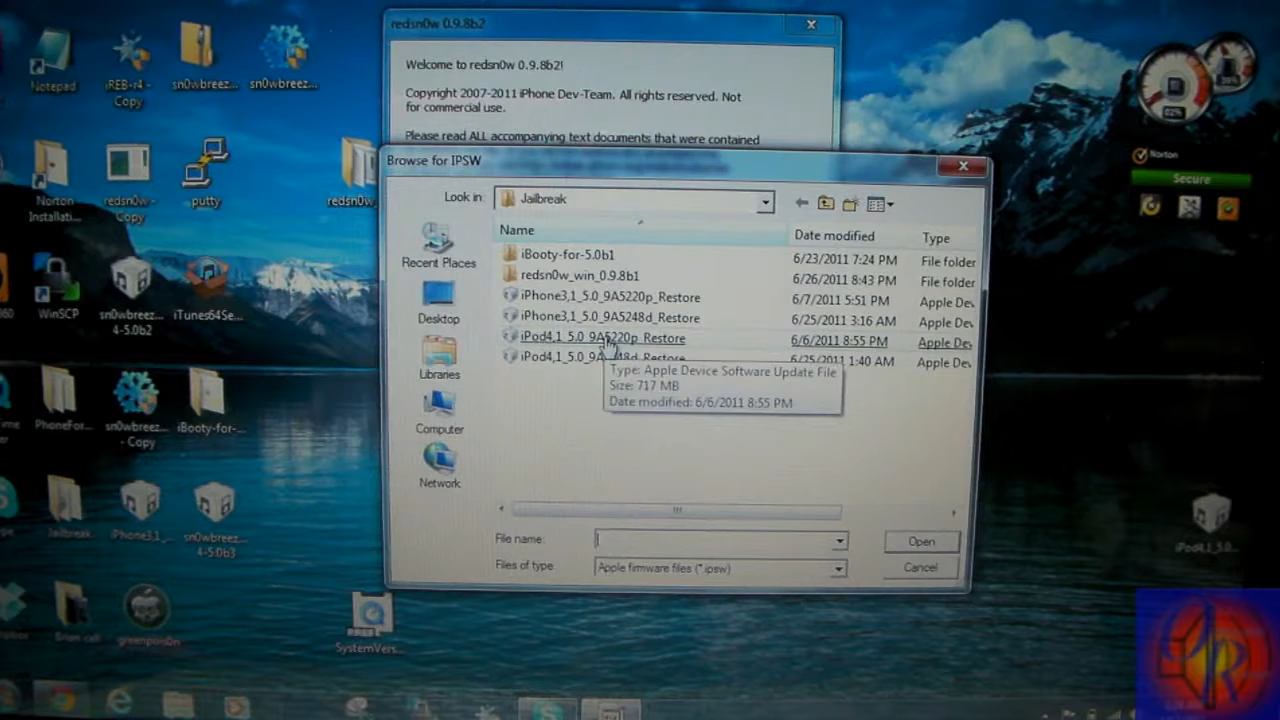 redsn0w 0.9.8b2
Welcome to redsn0w 0.9.8b2!
Copyright 2007-2011 iPhone Dev-Team. All rights reserved. Not
for commercial use.
Please read ALL accompanying text documents that were contained
Browse for IPSW
Look in:
Jailbreak
Name
Date modified
Type
iBooty-for-5.0b1
6/23/2011 7:24 PM
File folder
redsn0w_win_0.9.8b1
6/26/2011 8:43 PM
File folder
iPhone3,1_5.0_9A5220p_Restore
6/7/2011 5:51 PM
Apple Dev
iPhone3,1_5.0_9A5248d_Restore
6/25/2011 3:16 AM
Apple Dev
iPod4,1_5.0_9A5220p_Restore
6/6/2011 8:55 PM
Apple Dev
iPod4,1_5.0_9A 48d_Restore
6/25/2011 1:40 AM
Apple Dev
Type: Apple Device Software Update File
Size: 717 MB
Date modified: 6/6/2011 8:55 PM
Recent Places
Desktop
Libraries
Computer
Network
File name:
Open
Files of type
Apple firmware files (*.ipsw)
Cancel
Notepad
iREB-r4 -
Copy
sn0wbreez...
sn0wbreez...
Norton
Installati...
redsn0w -
Copy
putty
redsn0w
WinSCP
sn0wbreez...
4-5.0b2
iTunes64Se...
PhoneFor...
sn0wbreez...
- Copy
iBooty-for-...
Jailbreak
iPhone3,1_...
sn0wbreez...
4-5.0b3
greenpois0n
SystemVers...
Norton
Secure
iPod4,1_5.0...